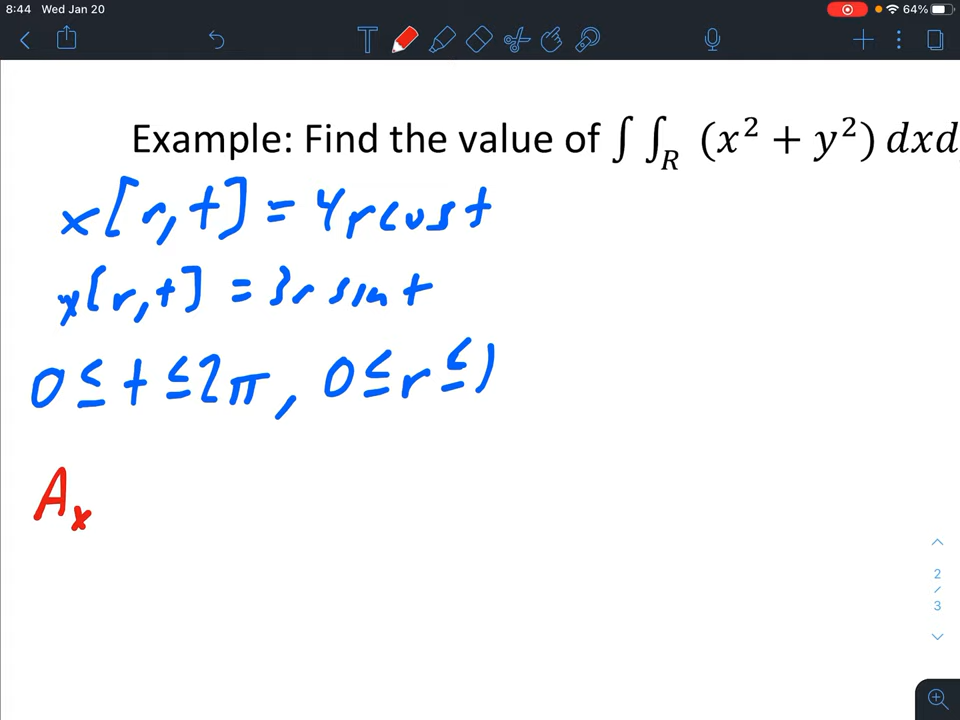 8:44 Wed Jan 20 64%
Example: Find the value of ∫ ∫_R (x² + y²) dxd
x[r,t] = 4r cos t
y[r,t] = 3r sin t
0 ≤ t ≤ 2π, 0 ≤ r ≤ 1
A_x
2
/
3